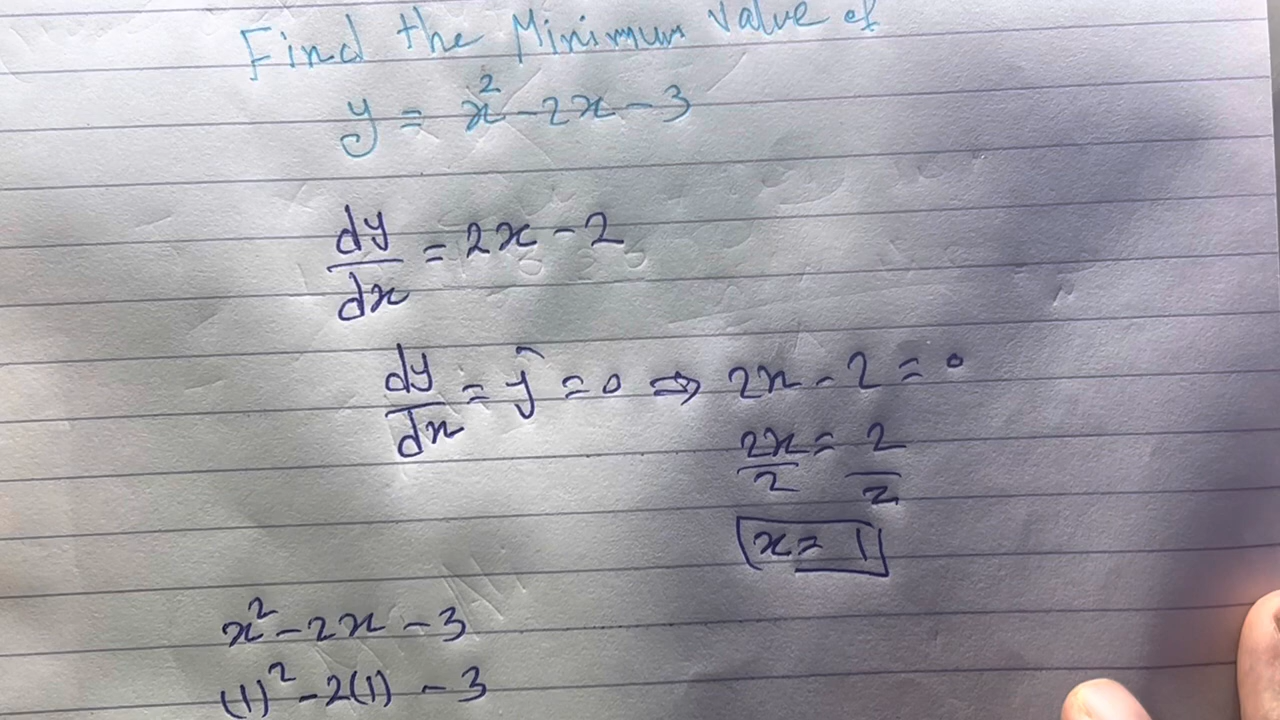 Find the Minimum Value of
y = x² - 2x - 3
dy/dx = 2x - 2
dy/dx = y' = 0 ⇒ 2x - 2 = 0
2x/2 = 2/2
x = 1
x² - 2x - 3
(1)² - 2(1) - 3